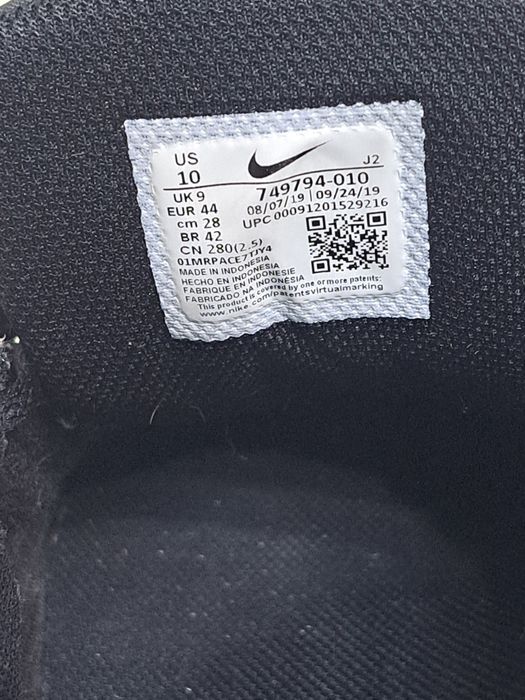 US
10
J2
UK 9
749794-010
EUR 44
08/07/19 09/24/19
cm 28
UPC 00091201529216
BR 42
CN 280(2.5)
01MRPACE7TJY4
MADE IN INDONESIA
HECHO EN INDONESIA
FABRIQUE EN INDONESIE
FABRICADO NA INDONÉSIA
This product is covered by one or more patents:
www.nike.com/patentsvirtualmarking